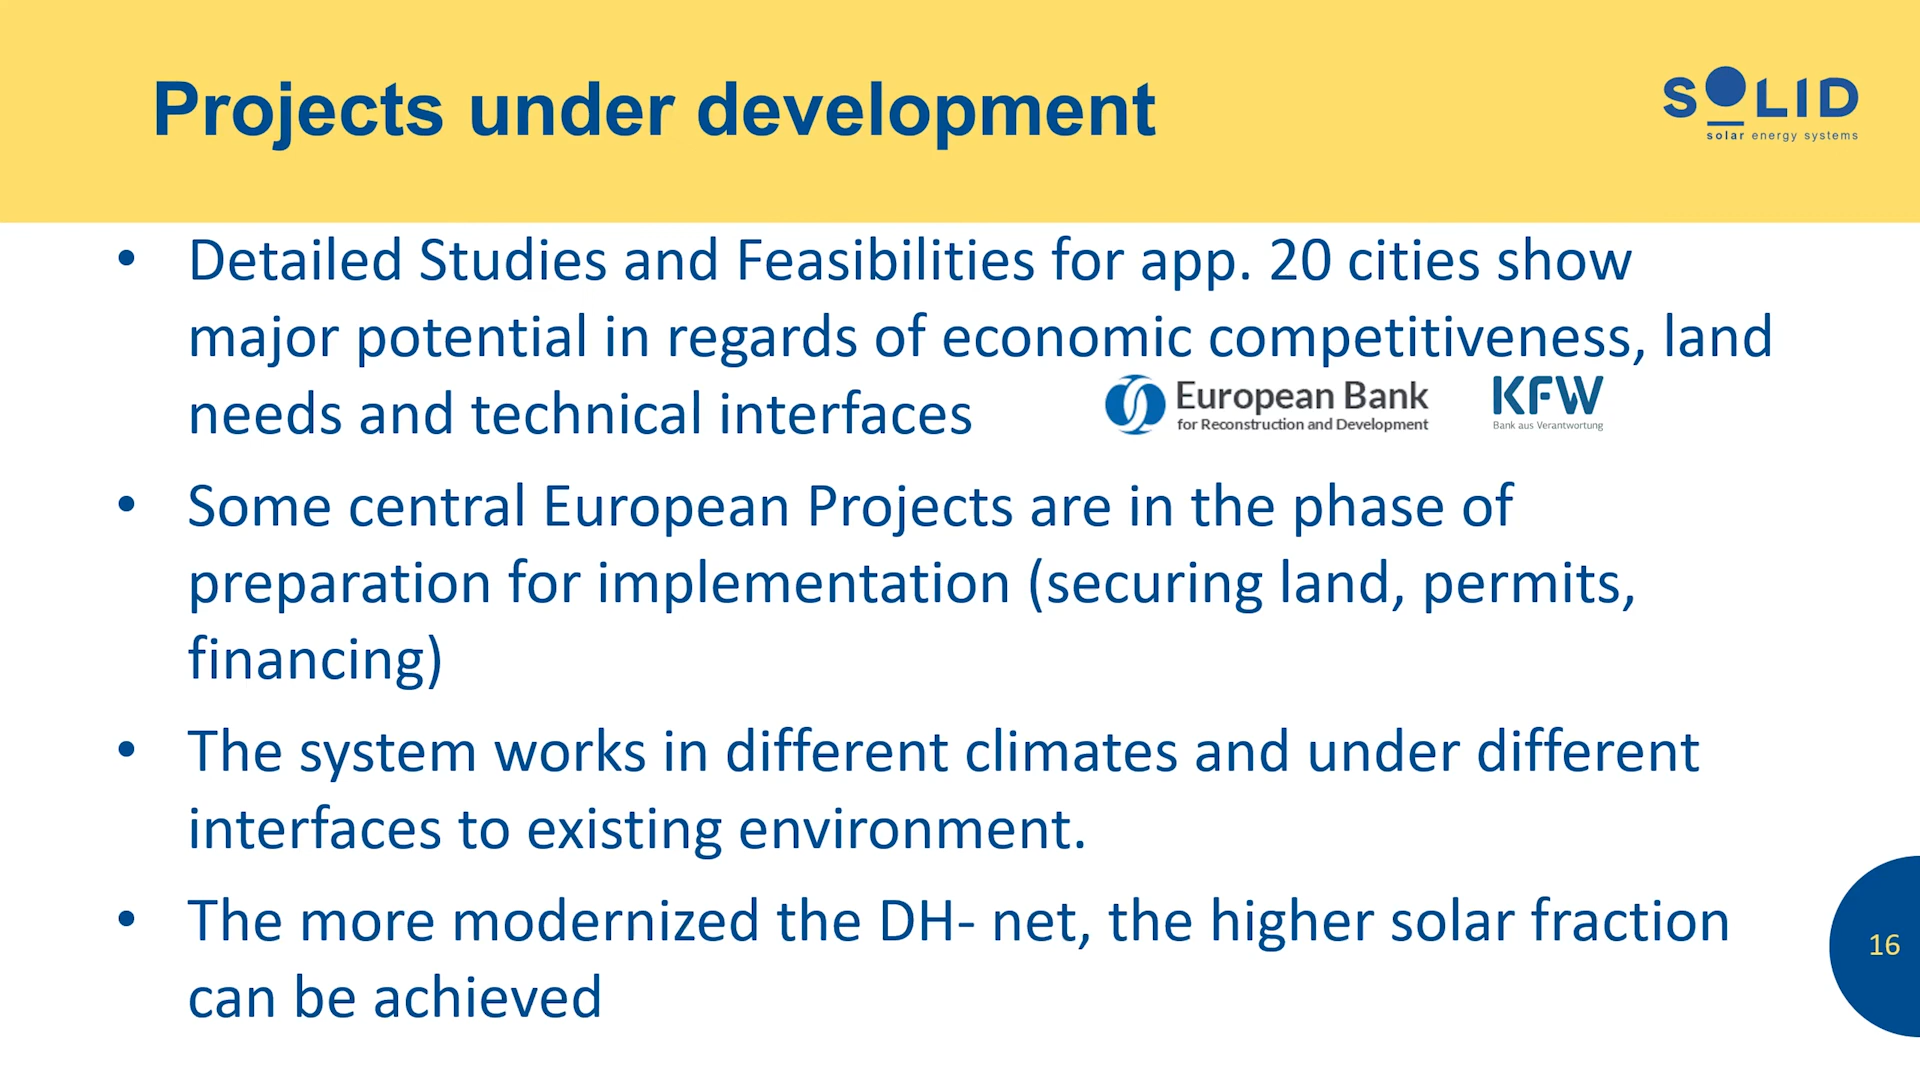 Projects under development
SOLID
solar energy systems
• Detailed Studies and Feasibilities for app. 20 cities show
major potential in regards of economic competitiveness, land
needs and technical interfaces
European Bank
for Reconstruction and Development
KFW
Bank aus Verantwortung
• Some central European Projects are in the phase of
preparation for implementation (securing land, permits,
financing)
• The system works in different climates and under different
interfaces to existing environment.
• The more modernized the DH- net, the higher solar fraction
can be achieved
16